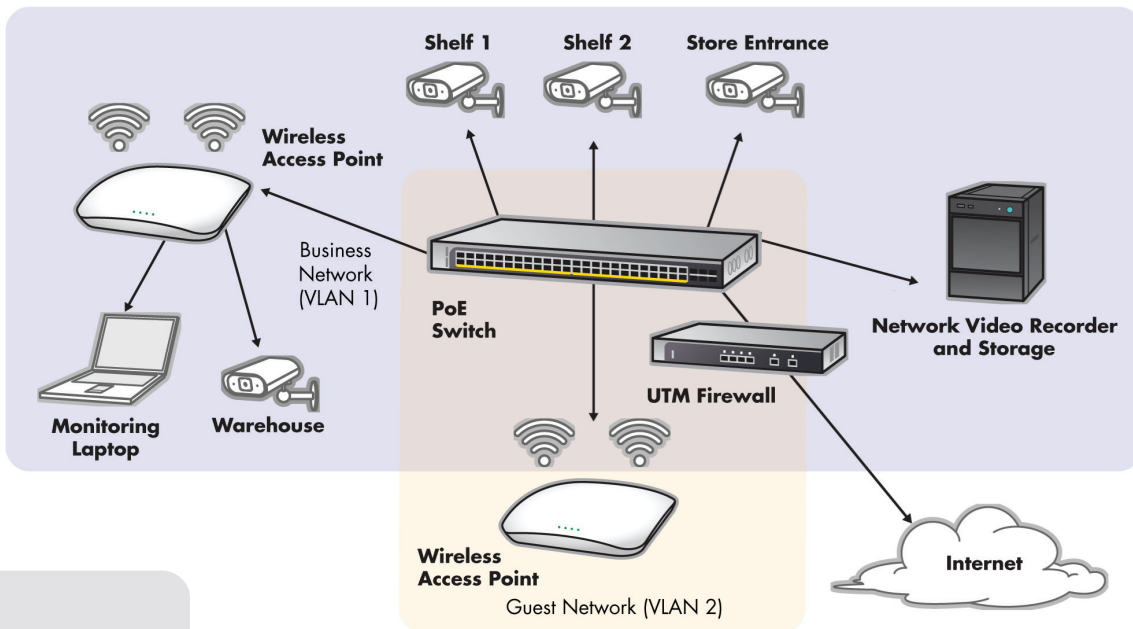 Shelf 1
Shelf 2
Store Entrance
Wireless
Access Point
Business
Network
(VLAN 1)
PoE
Switch
Network Video Recorder
and Storage
UTM Firewall
Monitoring
Laptop
Warehouse
Wireless
Access Point
Internet
Guest Network (VLAN 2)